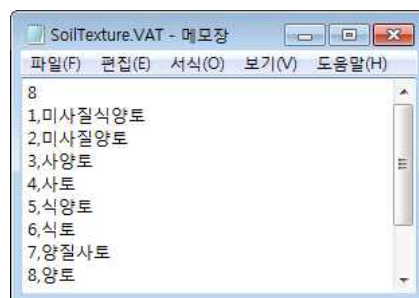 SoilTexture.VAT - 메모장
파일(F) 편집(E) 서식(O) 보기(V) 도움말(H)
8
1,미사질식양토
2,미사질양토
3,사양토
4,사토
5,식양토
6,식토
7,양질사토
8,양토